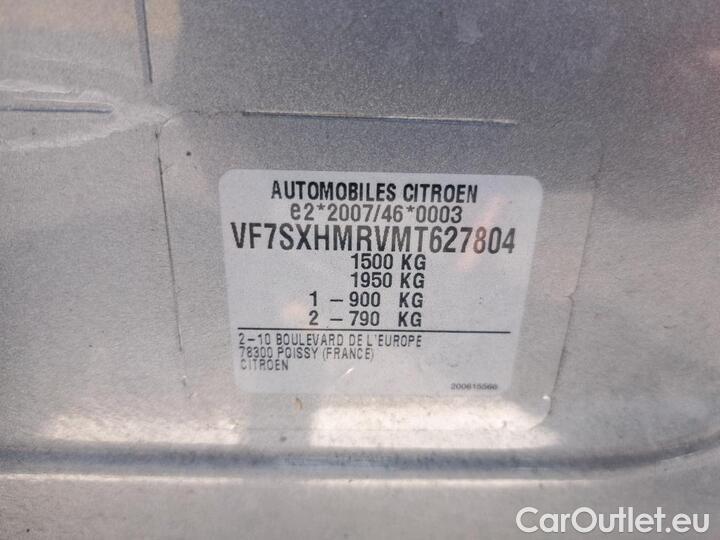 AUTOMOBILES CITROEN
e2*2007/46*0003
VF7SXHMRVMT627804
1500 KG
1950 KG
1 - 900 KG
2 - 790 KG
2-10 BOULEVARD DE L'EUROPE
78300 POISSY (FRANCE)
CITROEN
200615566
CarOutlet.eu